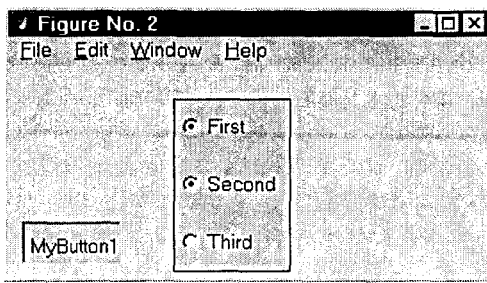 Figure No. 2
File Edit Window Help
First
Second
MyButton1
Third